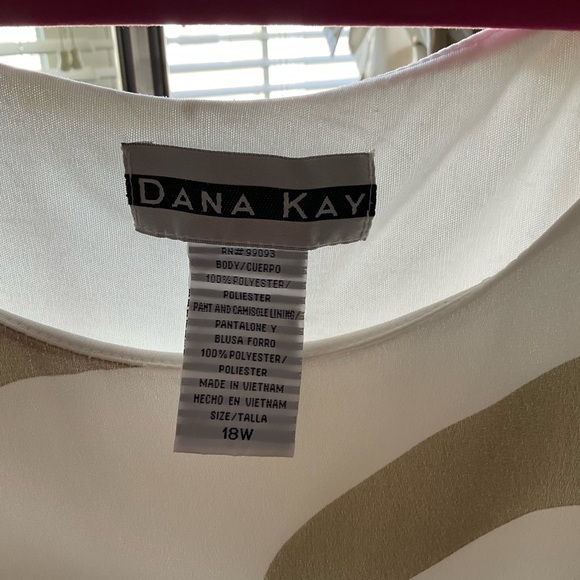 DANA KAY
RN# 99093
BODY/CUERPO
100% POLYESTER/
POLIESTER
PANT AND CAMISOLE LINING/
PANTALONE Y
BLUSA FORRO
100% POLYESTER/
POLIESTER
MADE IN VIETNAM
HECHO EN VIETNAM
SIZE/TALLA
18W